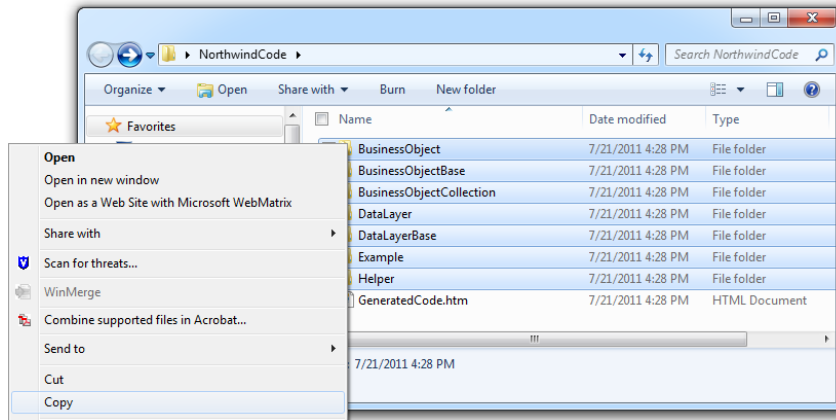 NorthwindCode
Search NorthwindCode
Organize Open Share with Burn New folder
Favorites
Name Date modified Type
BusinessObject 7/21/2011 4:28 PM File folder
BusinessObjectBase 7/21/2011 4:28 PM File folder
BusinessObjectCollection 7/21/2011 4:28 PM File folder
DataLayer 7/21/2011 4:28 PM File folder
DataLayerBase 7/21/2011 4:28 PM File folder
Example 7/21/2011 4:28 PM File folder
Helper 7/21/2011 4:28 PM File folder
GeneratedCode.htm 7/21/2011 4:28 PM HTML Document
: 7/21/2011 4:28 PM
Open
Open in new window
Open as a Web Site with Microsoft WebMatrix
Share with
Scan for threats...
WinMerge
Combine supported files in Acrobat...
Send to
Cut
Copy